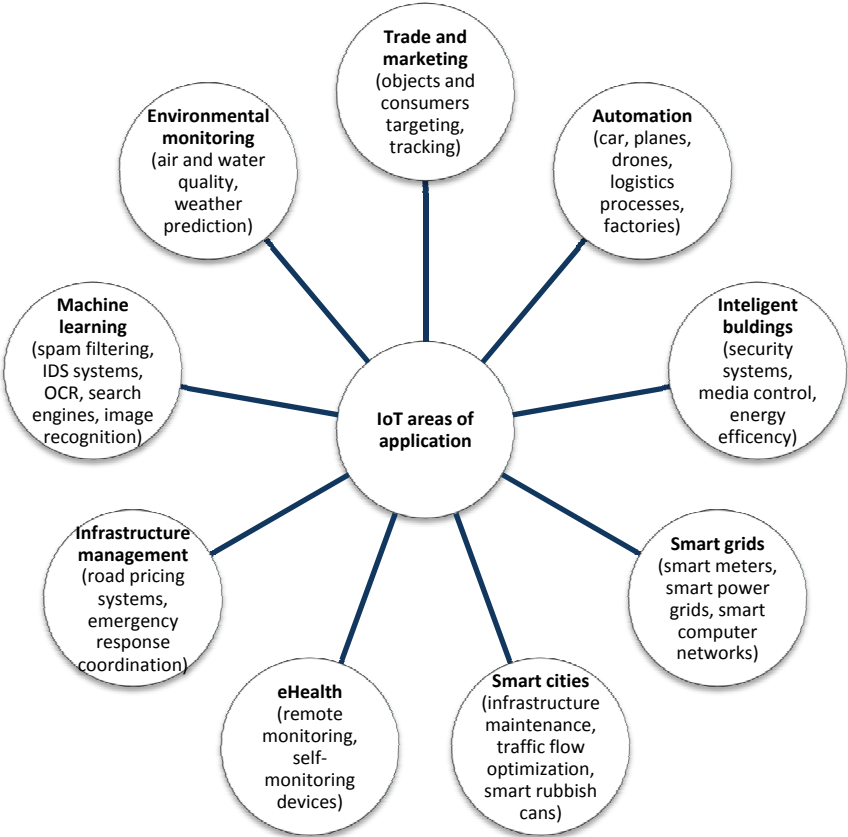 Trade and
marketing
(objects and
consumers
targeting,
tracking)
Automation
(car, planes,
drones,
logistics
processes,
factories)
Inteligent
buldings
(security
systems,
media control,
energy
efficency)
Smart grids
(smart meters,
smart power
grids, smart
computer
networks)
Smart cities
(infrastructure
maintenance,
traffic flow
optimization,
smart rubbish
cans)
eHealth
(remote
monitoring,
self-
monitoring
devices)
Infrastructure
management
(road pricing
systems,
emergency
response
coordination)
Machine
learning
(spam filtering,
IDS systems,
OCR, search
engines, image
recognition)
Environmental
monitoring
(air and water
quality,
weather
prediction)
IoT areas of
application